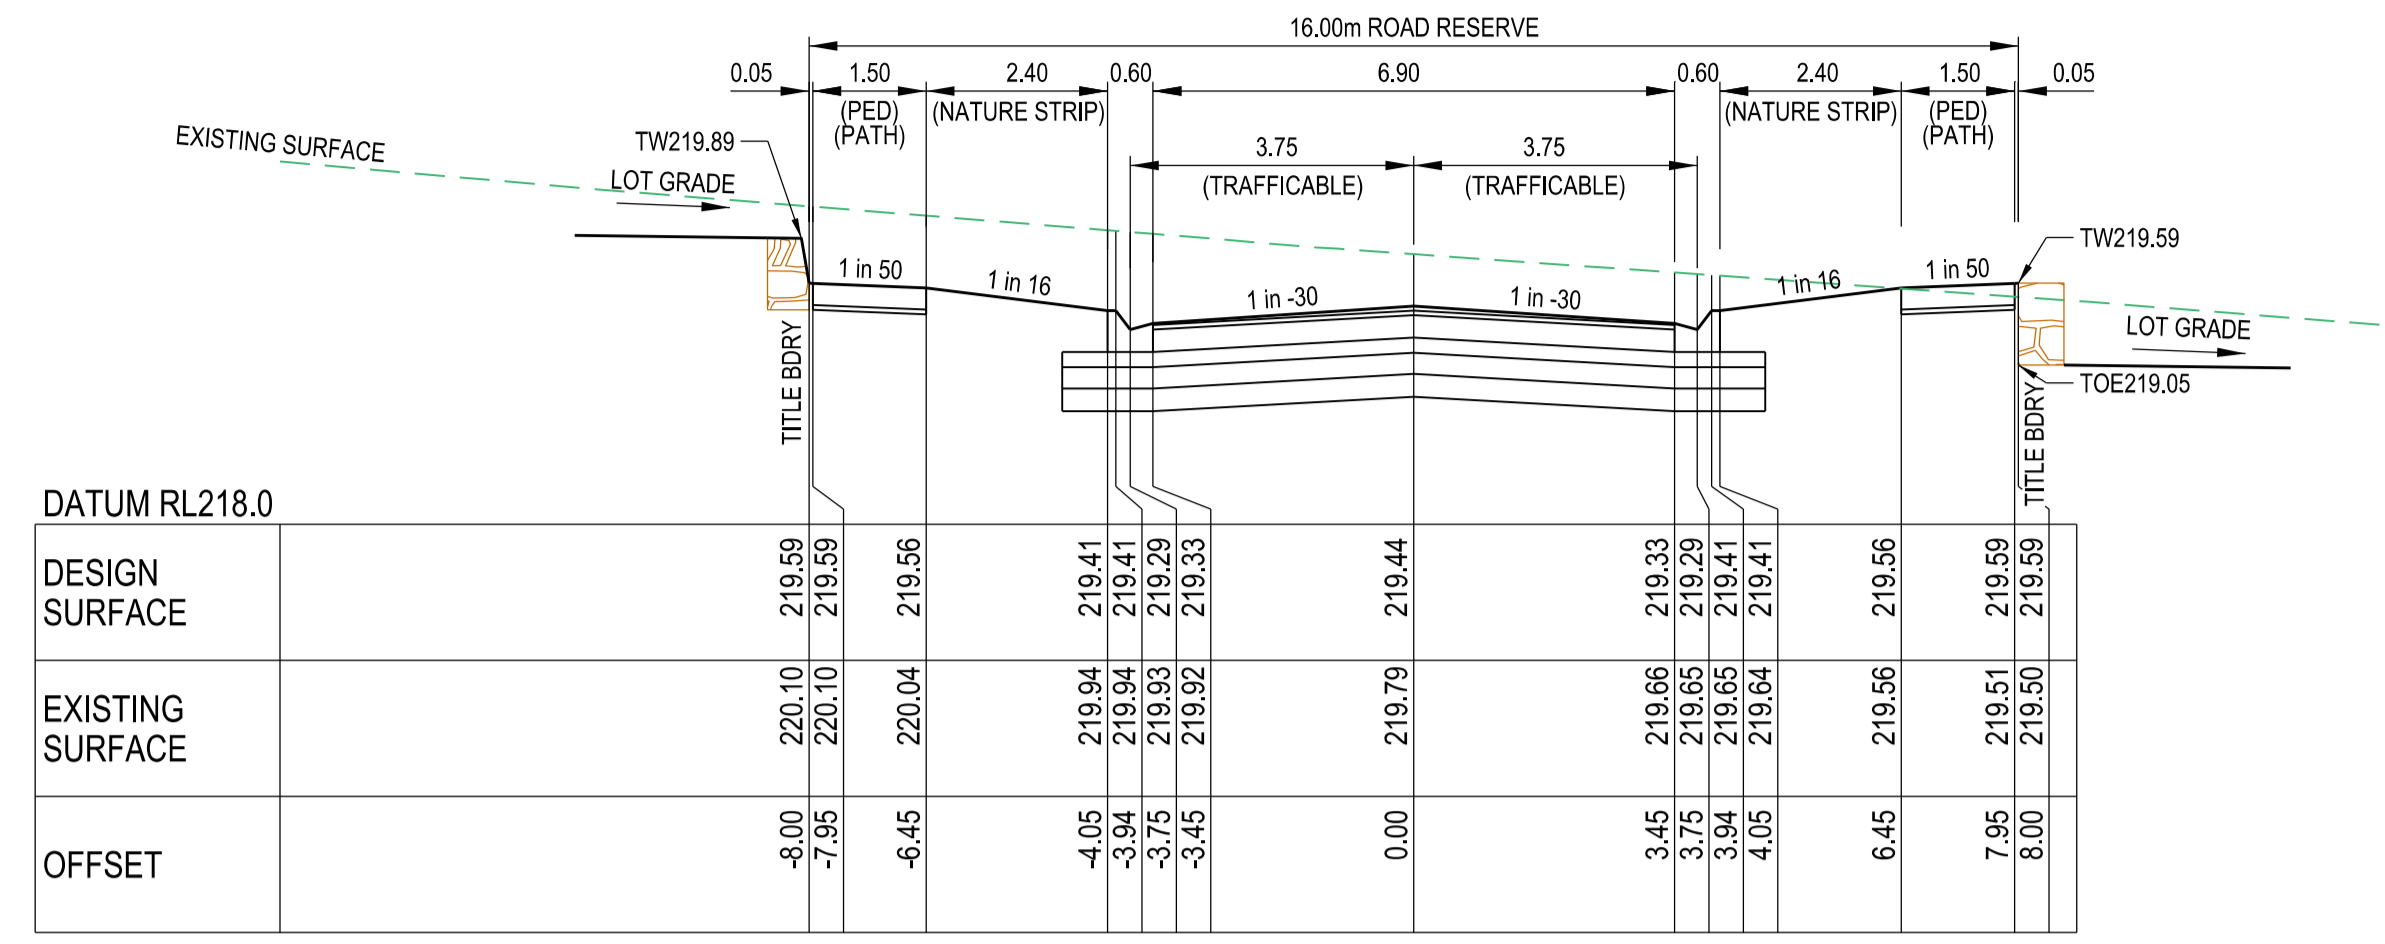 16.00m ROAD RESERVE
0.05 1.50 2.40 0.60 6.90 0.60 2.40 1.50 0.05
(PED) (NATURE STRIP) (NATURE STRIP) (PED)
(PATH) (PATH)
EXISTING SURFACE
TW219.89
3.75 3.75
(TRAFFICABLE) (TRAFFICABLE)
LOT GRADE
TW219.59
1 in 50 1 in 16 1 in -30 1 in -30 1 in 16 1 in 50
LOT GRADE
TOE219.05
TITLE BDRY
TITLE BDRY
DATUM RL218.0
DESIGN
SURFACE
219.59 219.59 219.56 219.41 219.41 219.29 219.33 219.44 219.33 219.29 219.41 219.41 219.56 219.59 219.59
EXISTING
SURFACE
220.10 220.10 220.04 219.94 219.94 219.93 219.92 219.79 219.66 219.65 219.65 219.64 219.56 219.51 219.50
OFFSET
-8.00 -7.95 -6.45 -4.05 -3.94 -3.75 -3.45 0.00 3.45 3.75 3.94 4.05 6.45 7.95 8.00